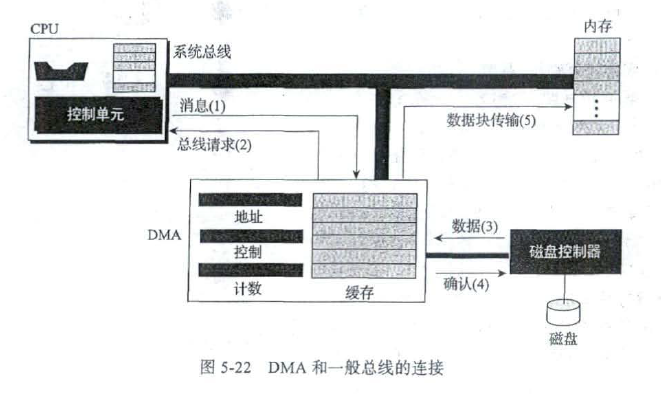 CPU
内存
系统总线
控制单元
消息(1)
总线请求(2)
数据块传输(5)
DMA
地址
控制
计数
缓存
数据(3)
确认(4)
磁盘控制器
磁盘
图 5-22 DMA 和一般总线的连接